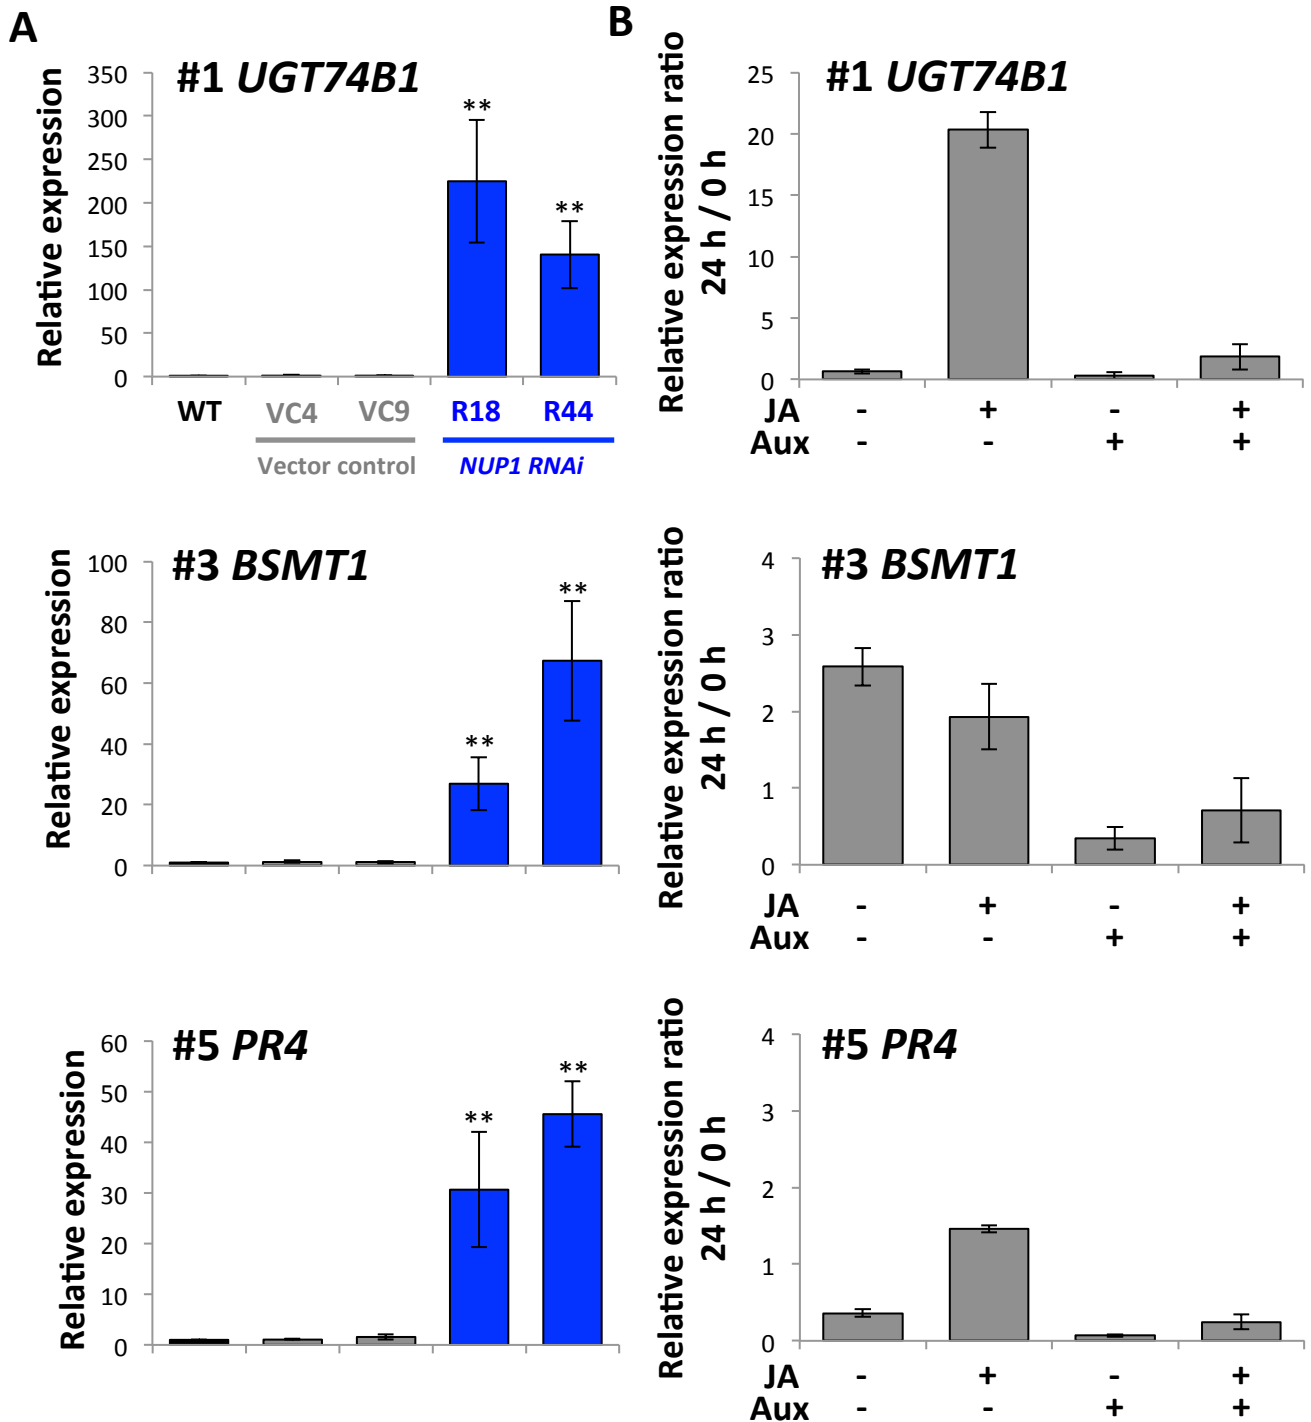 A
Relative expression
350
300
250
200
150
100
50
0
#1 UGT74B1
**
**
WT
VC4
VC9
R18
R44
Vector control
NUP1 RNAi
Relative expression
100
80
60
40
20
0
#3 BSMT1
**
**
Relative expression
60
50
40
30
20
10
0
#5 PR4
**
**
B
Relative expression ratio
24 h / 0 h
25
20
15
10
5
0
#1 UGT74B1
JA - + - +
Aux - - + +
Relative expression ratio
24 h / 0 h
4
3
2
1
0
#3 BSMT1
JA - + - +
Aux - - + +
Relative expression ratio
24 h / 0 h
4
3
2
1
0
#5 PR4
JA - + - +
Aux - - + +